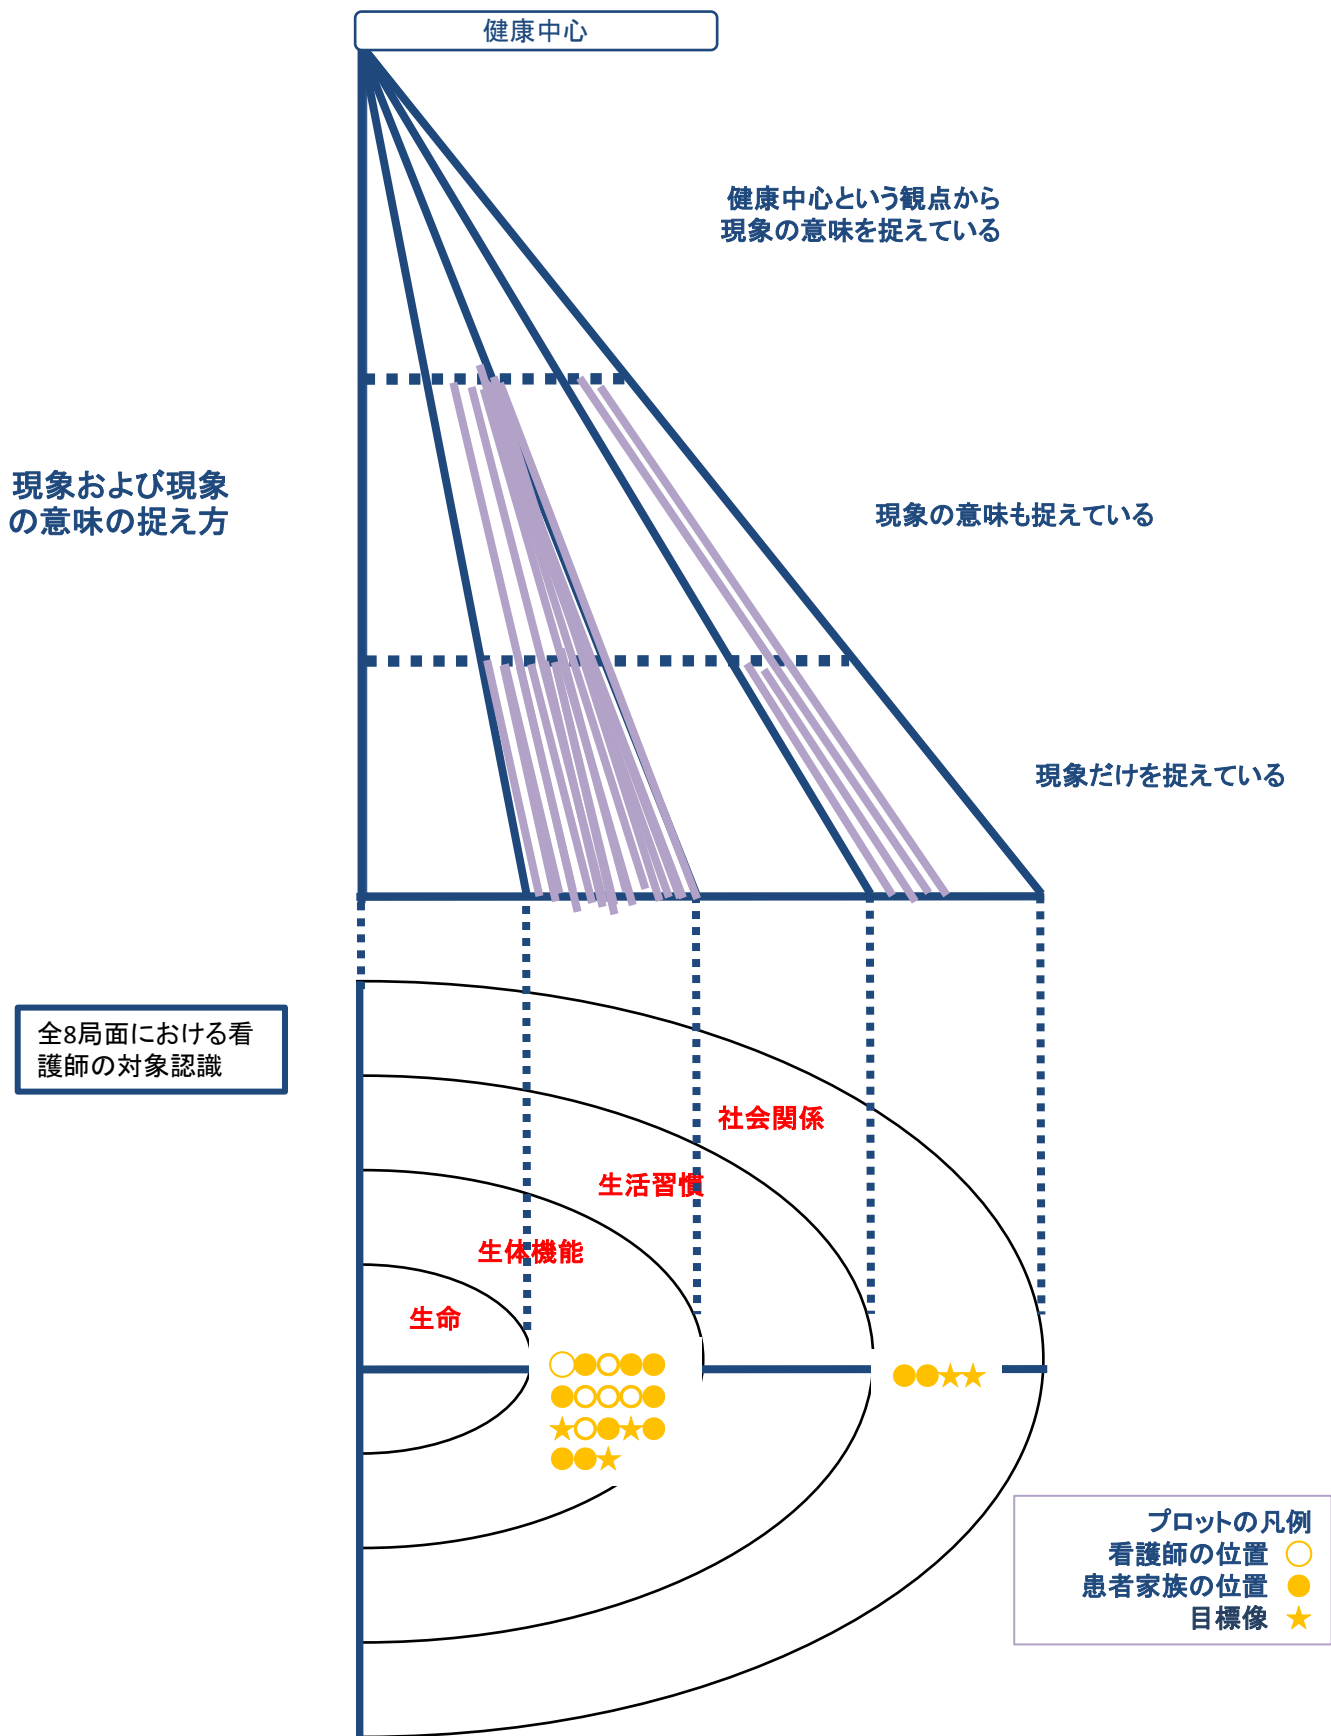 健康中心
健康中心という観点から
現象の意味を捉えている
現象および現象
の意味の捉え方
現象の意味も捉えている
現象だけを捉えている
全8局面における看
護師の対象認識
社会関係
生活習慣
生体機能
生命
プロットの凡例
看護師の位置
患者家族の位置
目標像